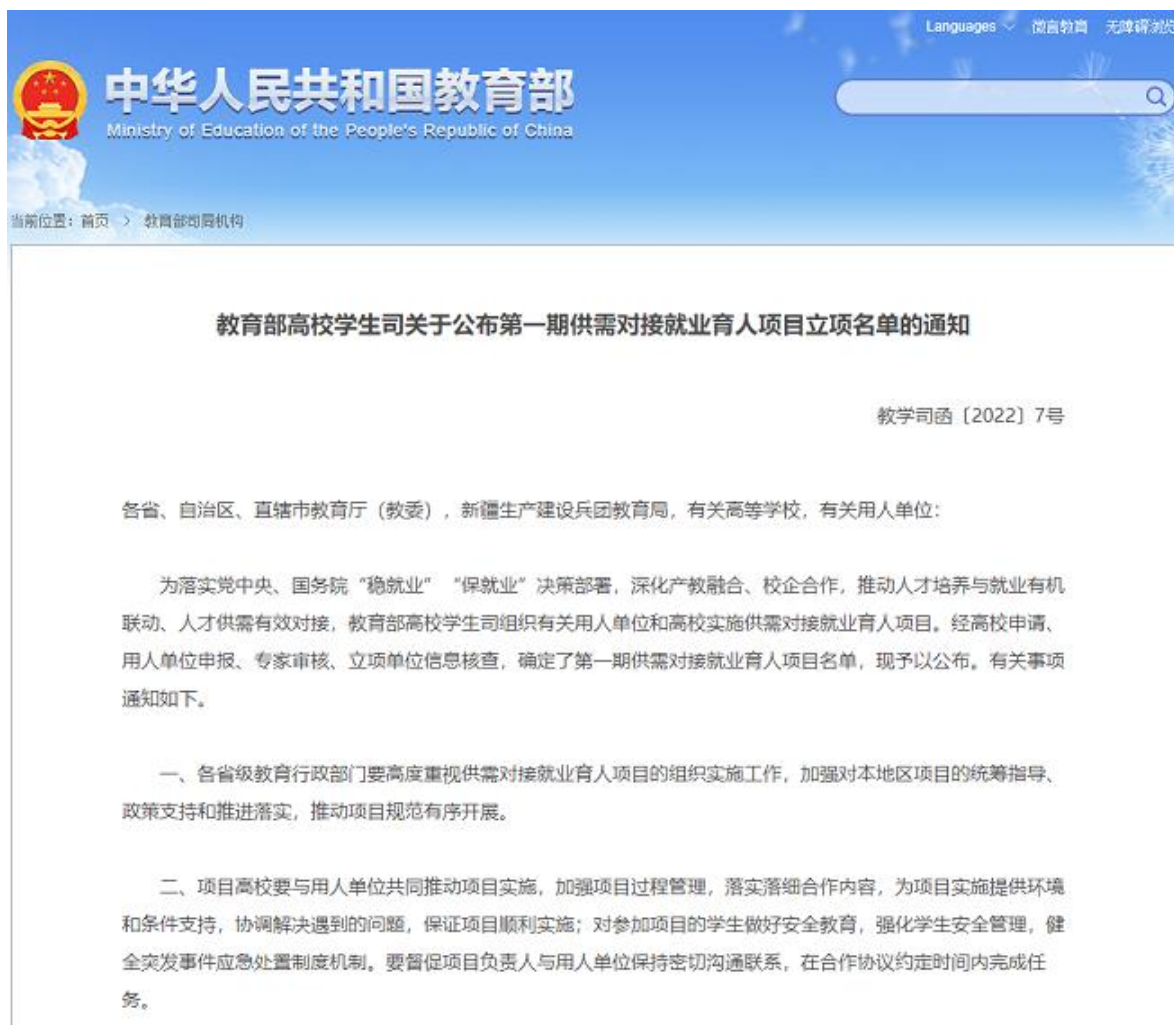 Languages 微言教育 无障碍浏览
中华人民共和国教育部
Ministry of Education of the People's Republic of China
当前位置：首页 > 教育部司局机构
教育部高校学生司关于公布第一期供需对接就业育人项目立项名单的通知
教学司函〔2022〕7号
各省、自治区、直辖市教育厅（教委），新疆生产建设兵团教育局，有关高等学校，有关用人单位：
为落实党中央、国务院“稳就业”“保就业”决策部署，深化产教融合、校企合作，推动人才培养与就业有机
联动、人才供需有效对接，教育部高校学生司组织有关用人单位和高校实施供需对接就业育人项目。经高校申请、
用人单位申报、专家审核、立项单位信息核查，确定了第一期供需对接就业育人项目名单，现予以公布。有关事项
通知如下。
一、各省级教育行政部门要高度重视供需对接就业育人项目的组织实施工作，加强对本地区项目的统筹指导、
政策支持和推进落实，推动项目规范有序开展。
二、项目高校要与用人单位共同推动项目实施，加强项目过程管理，落实落细合作内容，为项目实施提供环境
和条件支持，协调解决遇到的问题，保证项目顺利实施；对参加项目的学生做好安全教育，强化学生安全管理，健
全突发事件应急处置制度机制。要督促项目负责人与用人单位保持密切沟通联系，在合作协议约定时间内完成任
务。